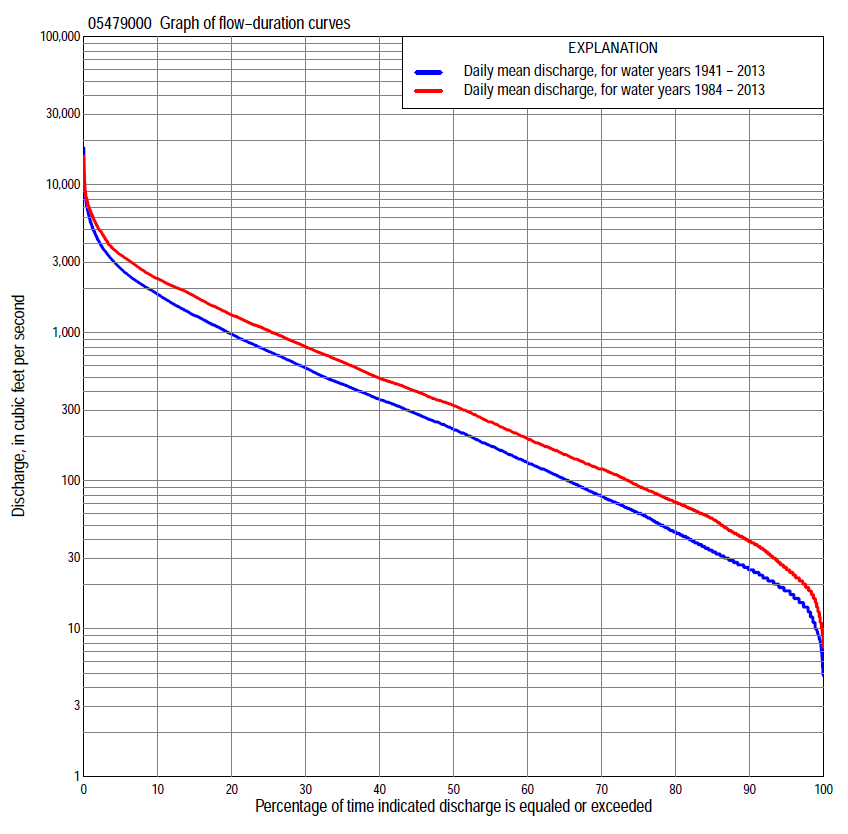 05479000 Graph of flow−duration curves
EXPLANATION
Daily mean discharge, for water years 1941 − 2013
Daily mean discharge, for water years 1984 − 2013
Discharge, in cubic feet per second
100,000
30,000
10,000
3,000
1,000
300
100
30
10
3
1
0 10 20 30 40 50 60 70 80 90 100
Percentage of time indicated discharge is equaled or exceeded